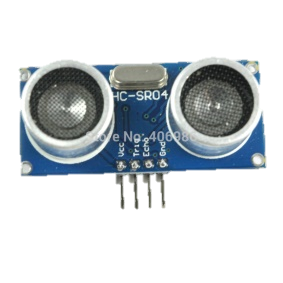 HC-SR04
Vcc
Trig
Echo
Gnd